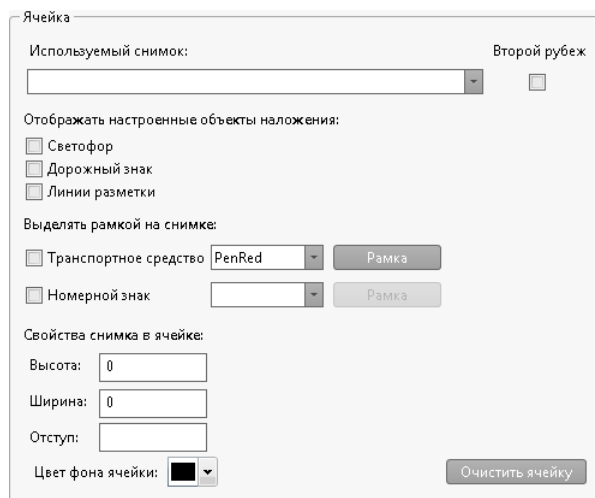 Ячейка
Используемый снимок: Второй рубеж
Отображать настроенные объекты наложения:
Светофор
Дорожный знак
Линии разметки
Выделять рамкой на снимке:
Транспортное средство PenRed Рамка
Номерной знак Рамка
Свойства снимка в ячейке:
Высота: 0
Ширина: 0
Отступ:
Цвет фона ячейки: Очистить ячейку